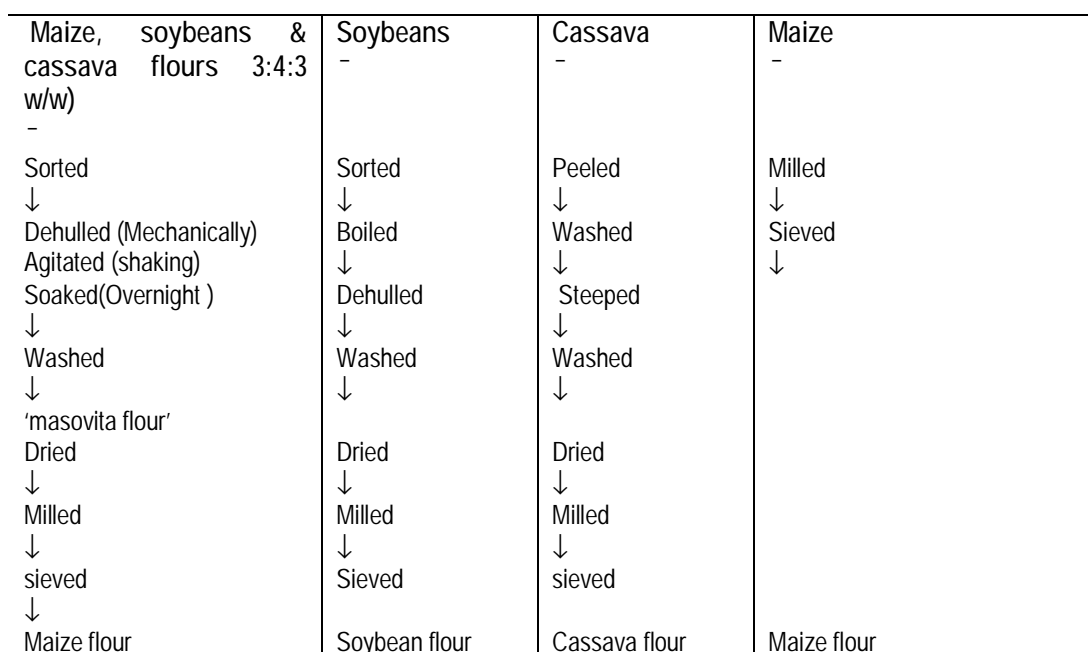 Maize, soybeans &
cassava flours 3:4:3
w/w)
-
Sorted
↓
Dehulled (Mechanically)
Agitated (shaking)
Soaked(Overnight )
↓
Washed
↓
‘masovita flour’
Dried
↓
Milled
↓
sieved
↓
Maize flour
Soybeans
-
Sorted
↓
Boiled
↓
Dehulled
↓
Washed
↓
Dried
↓
Milled
↓
Sieved
Soybean flour
Cassava
-
Peeled
↓
Washed
↓
Steeped
↓
Washed
↓
Dried
↓
Milled
↓
sieved
Cassava flour
Maize
-
Milled
↓
Sieved
↓
Maize flour